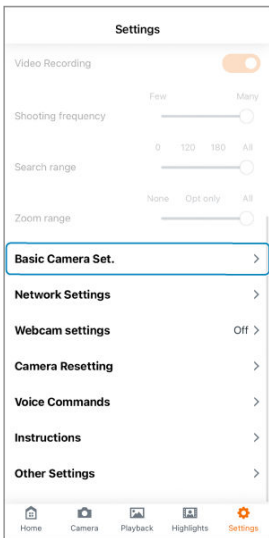 Settings
Video Recording
Few Many
Shooting frequency
0 120 180 All
Search range
None Opt only All
Zoom range
Basic Camera Set.
Network Settings
Webcam settings Off
Camera Resetting
Voice Commands
Instructions
Other Settings
Home Camera Playback Highlights Settings